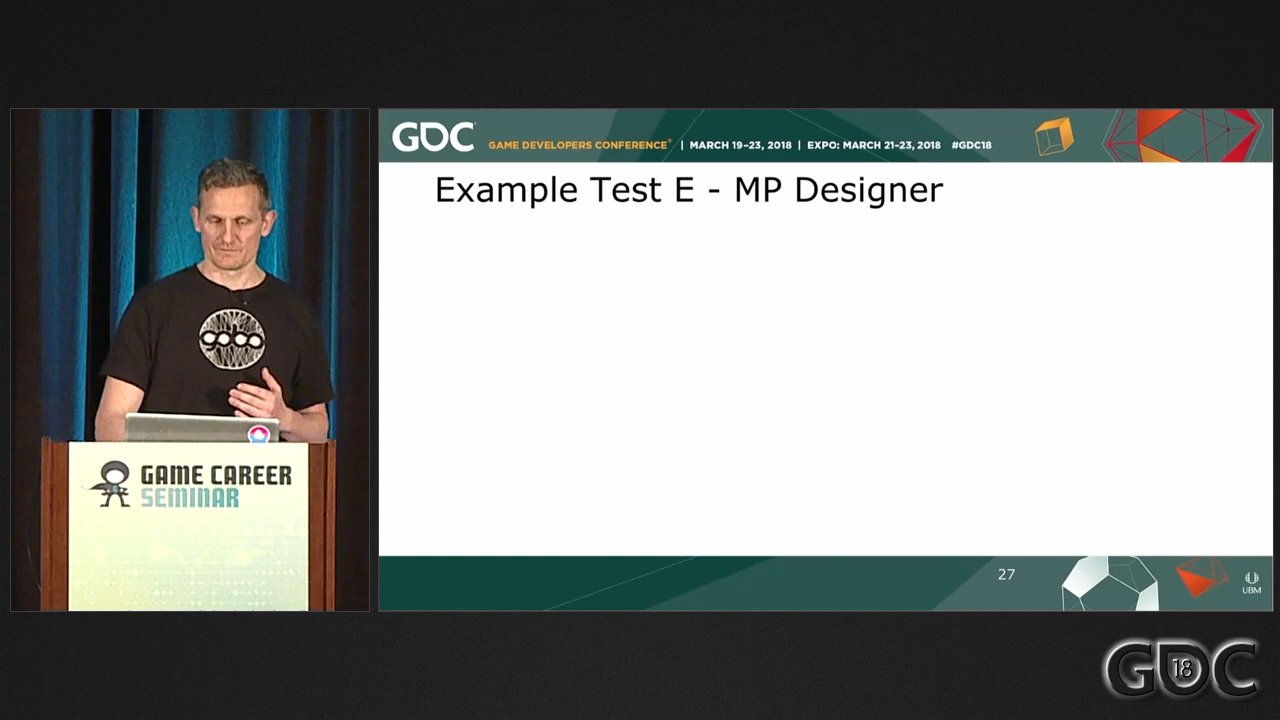 GDC
GAME DEVELOPERS CONFERENCE® | MARCH 19–23, 2018 | EXPO: MARCH 21–23, 2018 #GDC18
Example Test E - MP Designer
GAME CAREER
SEMINAR
27
UBM
GDC
18